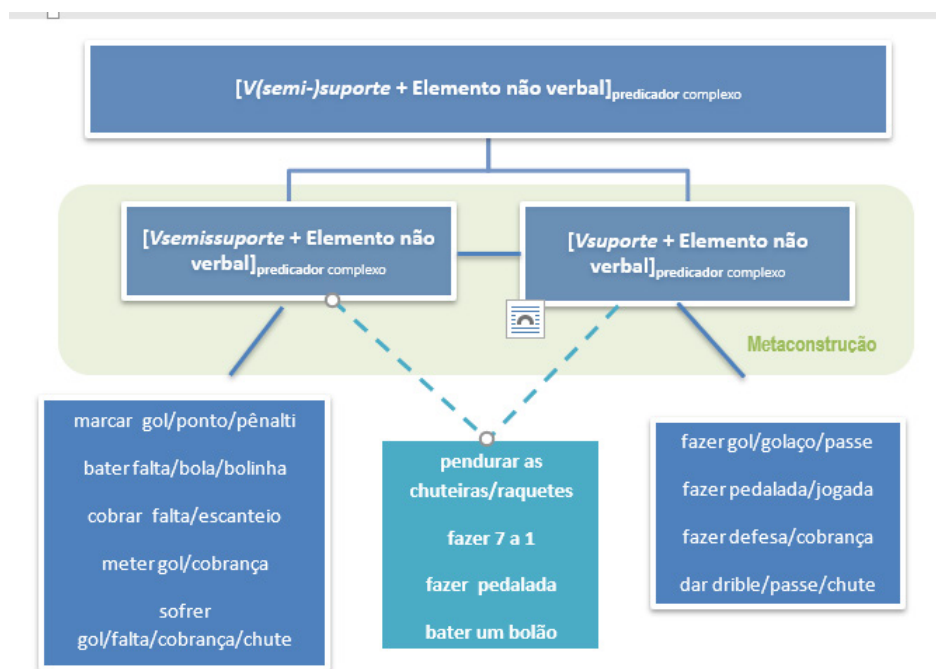 [V(semi-)suporte + Elemento não verbal]predicador complexo
[Vsemissuporte + Elemento não
verbal]predicador complexo
[Vsuporte + Elemento não
verbal]predicador complexo
Metaconstrução
marcar gol/ponto/pênalti
bater falta/bola/bolinha
cobrar falta/escanteio
meter gol/cobrança
sofrer
gol/falta/cobrança/chute
pendurar as
chuteiras/raquetes
fazer 7 a 1
fazer pedalada
bater um bolão
fazer gol/golaço/passe
fazer pedalada/jogada
fazer defesa/cobrança
dar drible/passe/chute